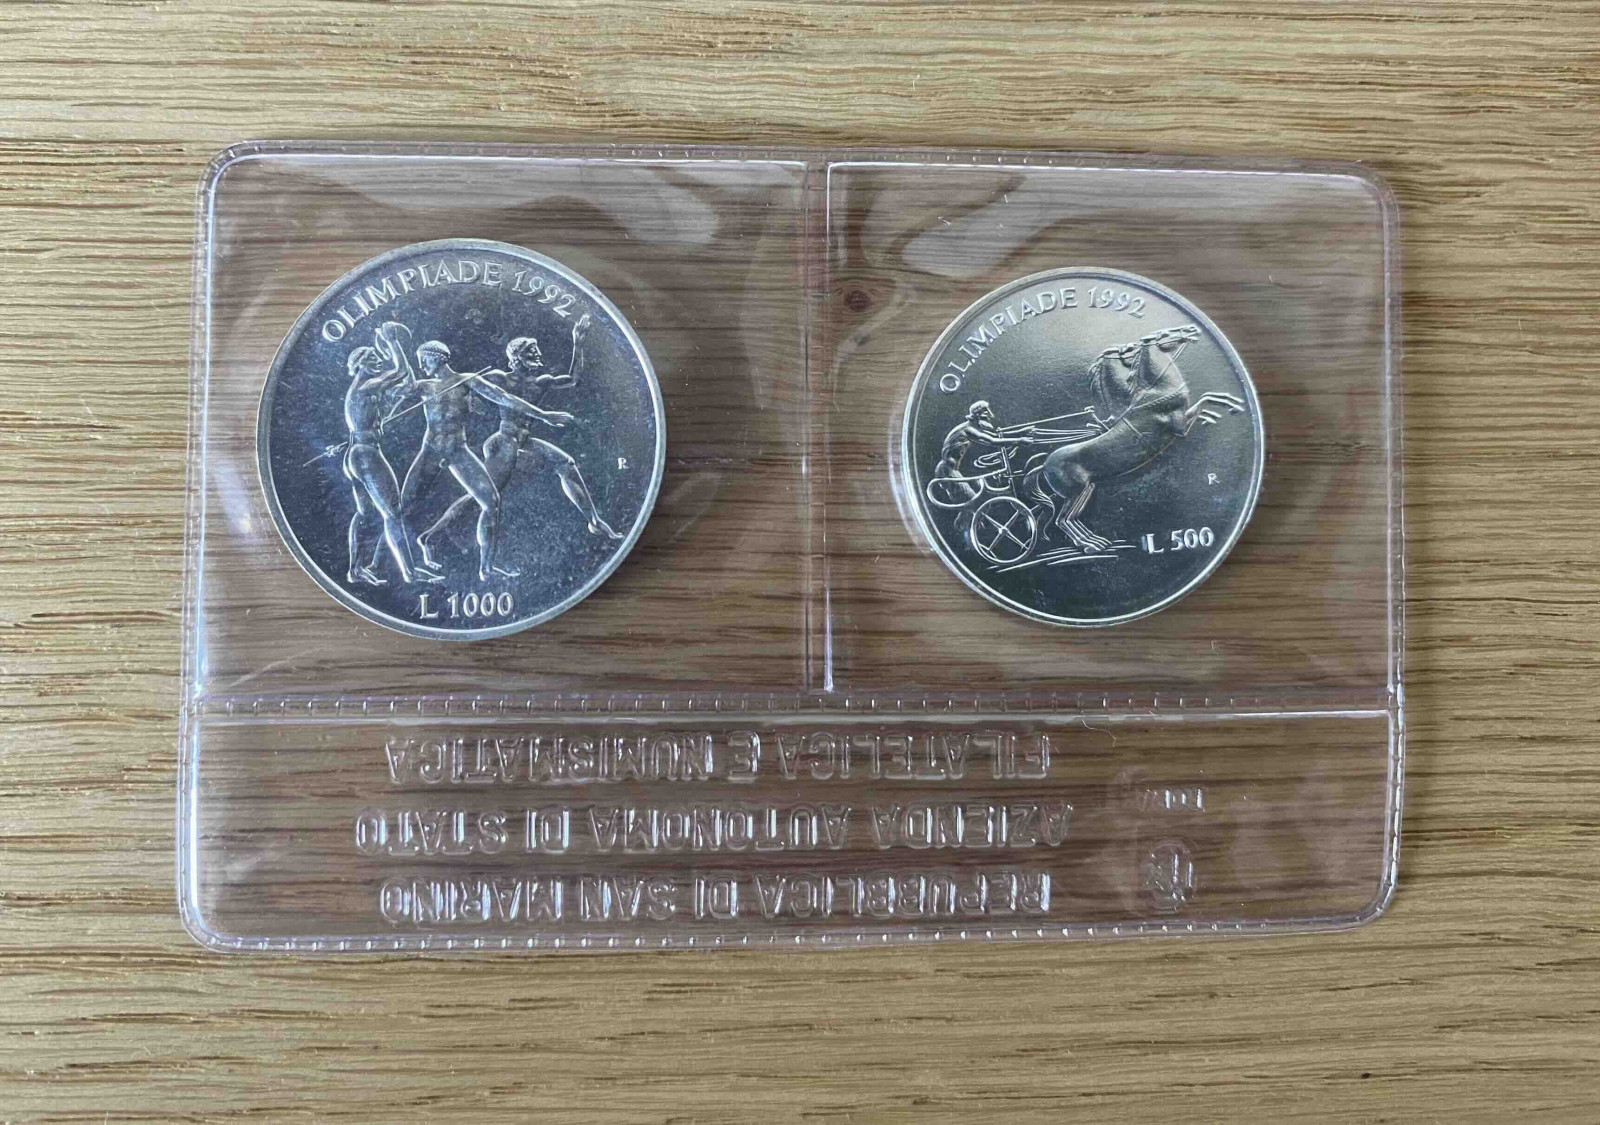 OLIMPIADE 1992
R
L 1000
OLIMPIADE 1992
R
L 500
REPUBBLICA DI SAN MARINO
AZIENDA AUTONOMA DI STATO
FILATELICA E NUMISMATICA